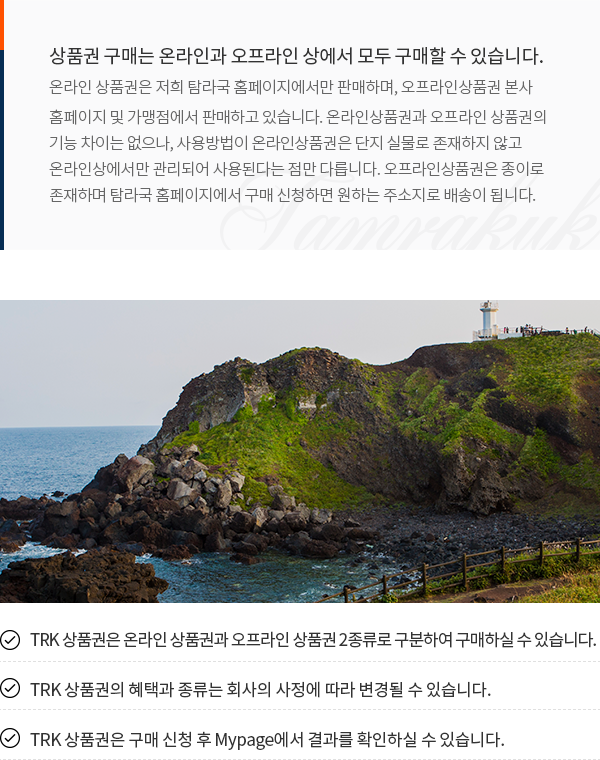 상품권 구매는 온라인과 오프라인 상에서 모두 구매할 수 있습니다.
온라인 상품권은 저희 탐라국 홈페이지에서만 판매하며, 오프라인상품권 본사
홈페이지 및 가맹점에서 판매하고 있습니다. 온라인상품권과 오프라인 상품권의
기능 차이는 없으나, 사용방법이 온라인상품권은 단지 실물로 존재하지 않고
온라인상에서만 관리되어 사용된다는 점만 다릅니다. 오프라인상품권은 종이로
존재하며 탐라국 홈페이지에서 구매 신청하면 원하는 주소지로 배송이 됩니다.
Tamrakuk
TRK 상품권은 온라인 상품권과 오프라인 상품권 2종류로 구분하여 구매하실 수 있습니다.
TRK 상품권의 혜택과 종류는 회사의 사정에 따라 변경될 수 있습니다.
TRK 상품권은 구매 신청 후 Mypage에서 결과를 확인하실 수 있습니다.